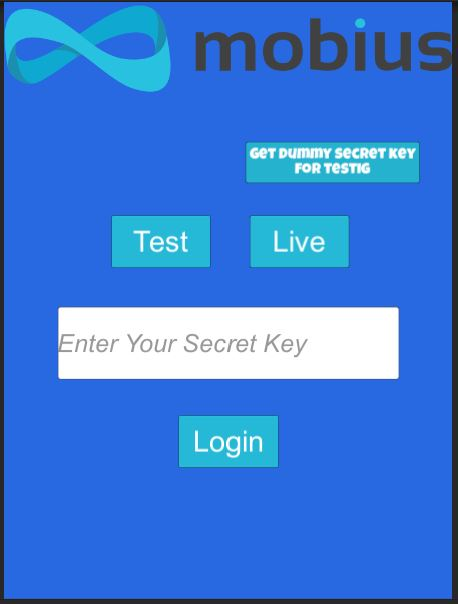 mobius
Get Dummy Secret Key
For Testig
Test
Live
Enter Your Secret Key
Login